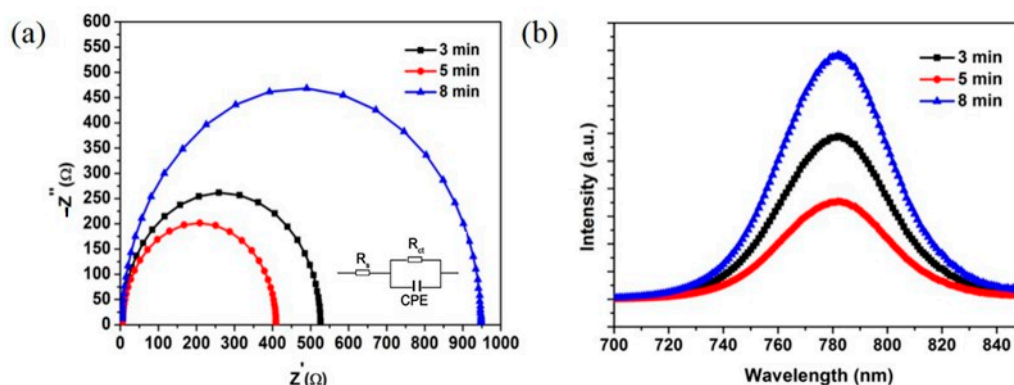 (a)
600
550
500
450
400
350
300
250
200
150
100
50
0
-Z'' (Ω)
3 min
5 min
8 min
Rs
Rct
CPE
0 100 200 300 400 500 600 700 800 900 1000
Z' (Ω)
(b)
Intensity (a.u.)
3 min
5 min
8 min
700 720 740 760 780 800 820 840
Wavelength (nm)